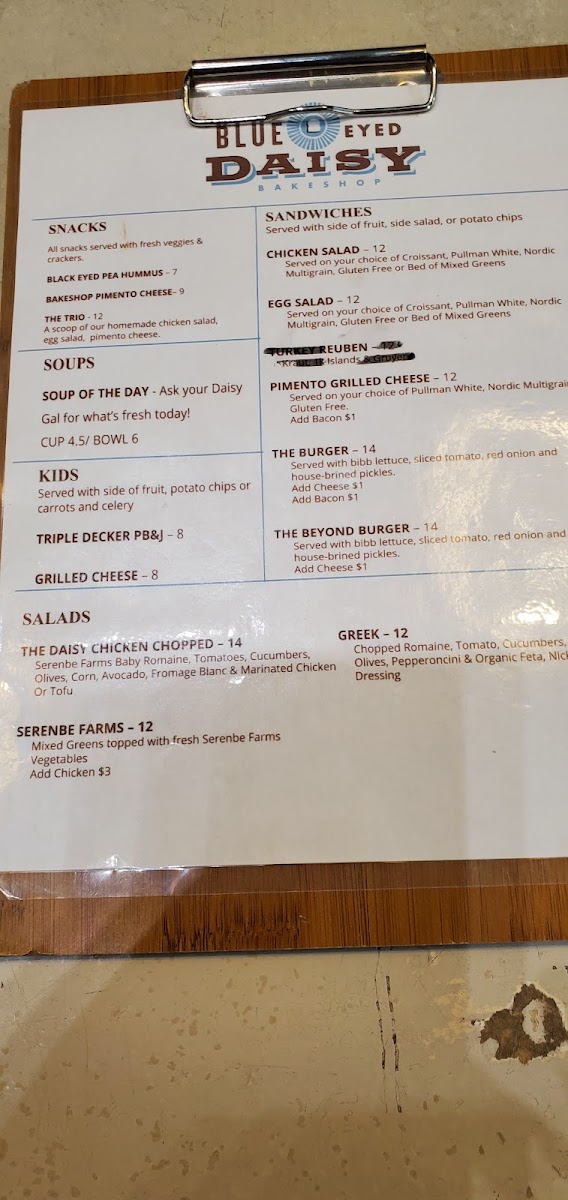 BLUE EYED
DAISY
BAKESHOP
SNACKS
All snacks served with fresh veggies &
crackers.
BLACK EYED PEA HUMMUS – 7
BAKESHOP PIMENTO CHEESE– 9
THE TRIO - 12
A scoop of our homemade chicken salad,
egg salad, pimento cheese.
SOUPS
SOUP OF THE DAY - Ask your Daisy
Gal for what's fresh today!
CUP 4.5/ BOWL 6
KIDS
Served with side of fruit, potato chips or
carrots and celery
TRIPLE DECKER PB&J – 8
GRILLED CHEESE – 8
SANDWICHES
Served with side of fruit, side salad, or potato chips
CHICKEN SALAD – 12
Served on your choice of Croissant, Pullman White, Nordic
Multigrain, Gluten Free or Bed of Mixed Greens
EGG SALAD – 12
Served on your choice of Croissant, Pullman White, Nordic
Multigrain, Gluten Free or Bed of Mixed Greens
TURKEY REUBEN – 12
Kraut, Islands & Gruyere
PIMENTO GRILLED CHEESE – 12
Served on your choice of Pullman White, Nordic Multigrai
Gluten Free.
Add Bacon $1
THE BURGER – 14
Served with bibb lettuce, sliced tomato, red onion and
house-brined pickles.
Add Cheese $1
Add Bacon $1
THE BEYOND BURGER – 14
Served with bibb lettuce, sliced tomato, red onion and
house-brined pickles.
Add Cheese $1
SALADS
THE DAISY CHICKEN CHOPPED – 14
Serenbe Farms Baby Romaine, Tomatoes, Cucumbers,
Olives, Corn, Avocado, Fromage Blanc & Marinated Chicken
Or Tofu
SERENBE FARMS – 12
Mixed Greens topped with fresh Serenbe Farms
Vegetables
Add Chicken $3
GREEK – 12
Chopped Romaine, Tomato, Cucumbers,
Olives, Pepperoncini & Organic Feta, Nick
Dressing